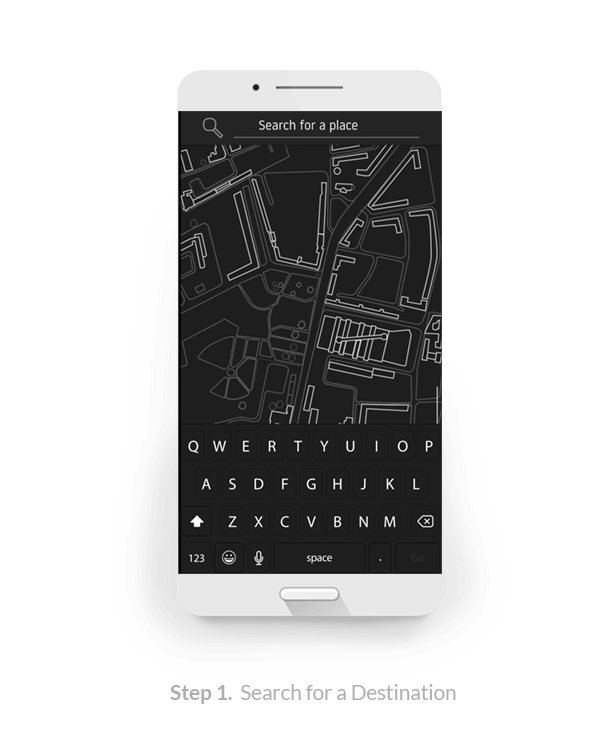 Search for a place
Q W E R T Y U I O P
A S D F G H J K L
Z X C V B N M
123 space . Go
Step 1. Search for a Destination